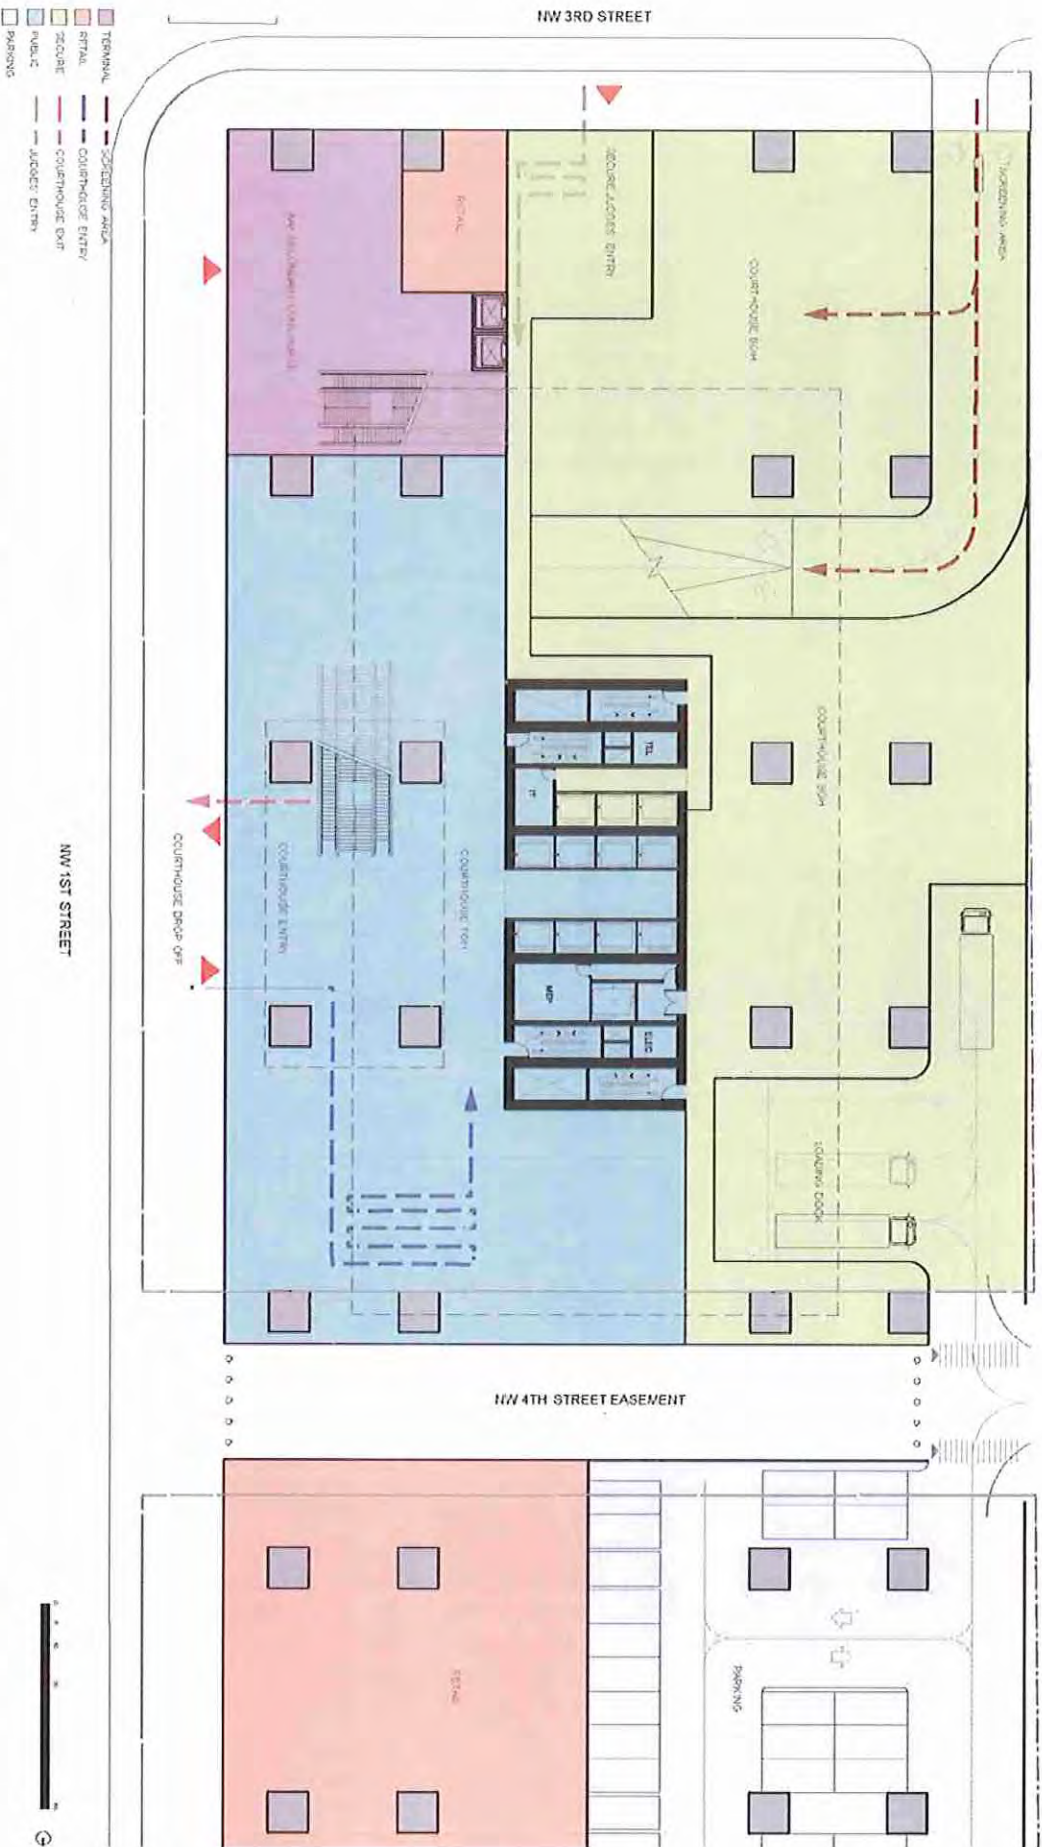 NW 3RD STREET
TERMINAL
RETAIL
SECURE
PUBLIC
PARKING
SCREENING AREA
COURTHOUSE ENTRY
COURTHOUSE EXIT
JUDGES' ENTRY
SCREENING AREA
SECURE JUDGES' ENTRY
RETAIL
COURTHOUSE BOH
COURTHOUSE BOH
TEL
IT
COURTHOUSE FOH
COURTHOUSE ENTRY
COURTHOUSE DROP OFF
NW 1ST STREET
MEP
ELEC
LOADING DOCK
NW 4TH STREET EASEMENT
RETAIL
PARKING